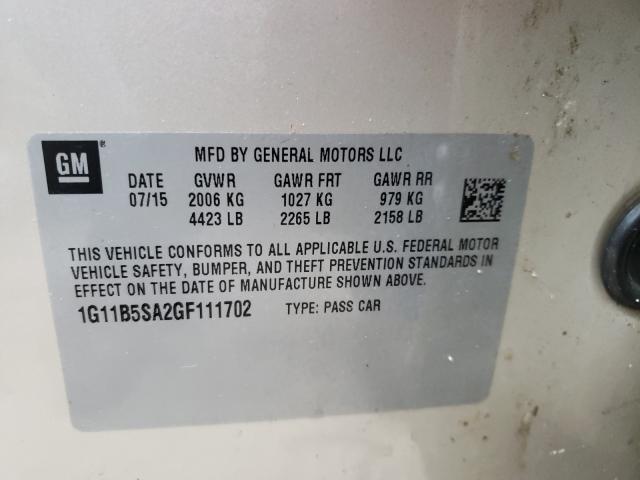 GM®
MFD BY GENERAL MOTORS LLC
DATE GVWR GAWR FRT GAWR RR
07/15 2006 KG 1027 KG 979 KG
4423 LB 2265 LB 2158 LB
THIS VEHICLE CONFORMS TO ALL APPLICABLE U.S. FEDERAL MOTOR
VEHICLE SAFETY, BUMPER, AND THEFT PREVENTION STANDARDS IN
EFFECT ON THE DATE OF MANUFACTURE SHOWN ABOVE.
1G11B5SA2GF111702 TYPE: PASS CAR